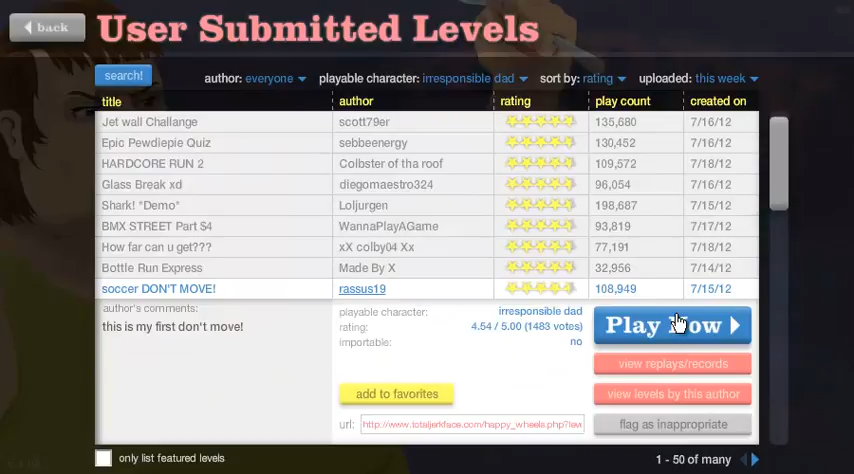 back
User Submitted Levels
search!
author: everyone
playable character: irresponsible dad
sort by: rating
uploaded: this week
title author rating play count created on
Jet wall Challange scott79er 135,680 7/16/12
Epic Pewdiepie Quiz sebbeenergy 130,452 7/16/12
HARDCORE RUN 2 Colbster of tha roof 109,572 7/18/12
Glass Break xd diegomaestro324 96,054 7/16/12
Shark! *Demo* Loljurgen 198,687 7/15/12
BMX STREET Part $4 WannaPlayAGame 93,819 7/17/12
How far can u get??? xX colby04 Xx 77,191 7/18/12
Bottle Run Express Made By X 32,956 7/14/12
soccer DON'T MOVE! rassus19 108,949 7/15/12
author's comments:
this is my first don't move!
playable character: irresponsible dad
rating: 4.54 / 5.00 (1483 votes)
importable: no
add to favorites
url: http://www.totaljerkface.com/happy_wheels.php?lev
Play Now
view replays/records
view levels by this author
flag as inappropriate
only list featured levels
1 - 50 of many